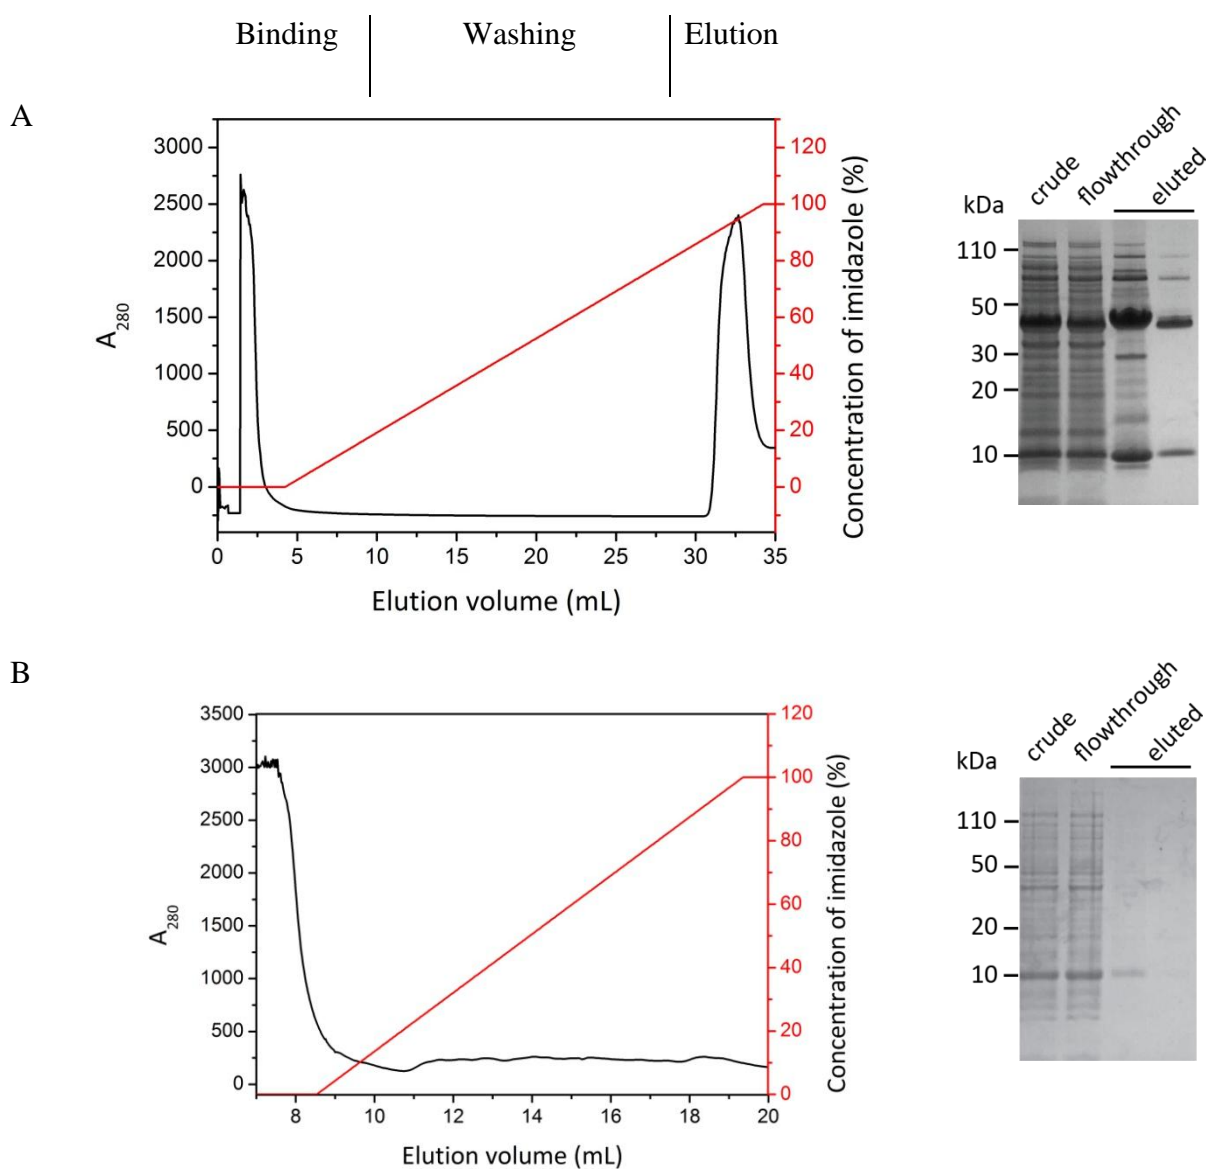 Binding Washing Elution
A
3000
2500
2000
1500
1000
500
0
A280
0 5 10 15 20 25 30 35
Elution volume (mL)
120
100
80
60
40
20
0
Concentration of imidazole (%)
crude flowthrough eluted
kDa
110
50
30
20
10
B
3500
3000
2500
2000
1500
1000
500
0
A280
8 10 12 14 16 18 20
Elution volume (mL)
120
100
80
60
40
20
0
Concentration of imidazole (%)
crude flowthrough eluted
kDa
110
50
20
10